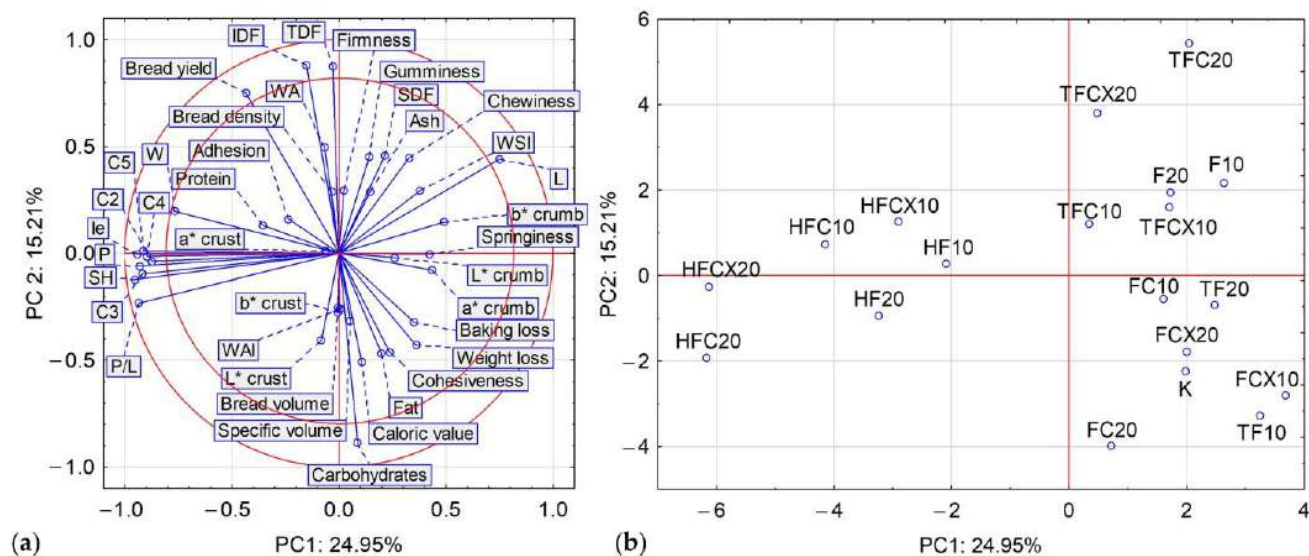 IDF
TDF
Firmness
Bread yield
Gumminess
WA
SDF
Chewiness
Bread density
Ash
WSI
C5
W
Adhesion
L
C2
C4
Protein
b* crumb
Ie
a* crust
Springiness
P
L* crumb
SH
a* crumb
C3
b* crust
Baking loss
WAI
Weight loss
P/L
L* crust
Cohesiveness
Bread volume
Fat
Specific volume
Caloric value
Carbohydrates
1.0
0.5
0.0
−0.5
−1.0
PC 2: 15.21%
−1.0 −0.5 0.0 0.5 1.0
(a) PC1: 24.95%
6
4
2
0
−2
−4
PC2: 15.21%
TFC20
TFCX20
F20 F10
HFCX10
TFC10 TFCX10
HFC10
HF10
HFCX20
FC10 TF20
HF20
FCX20
HFC20
K
FCX10
TF10
FC20
−6 −4 −2 0 2 4
(b) PC1: 24.95%